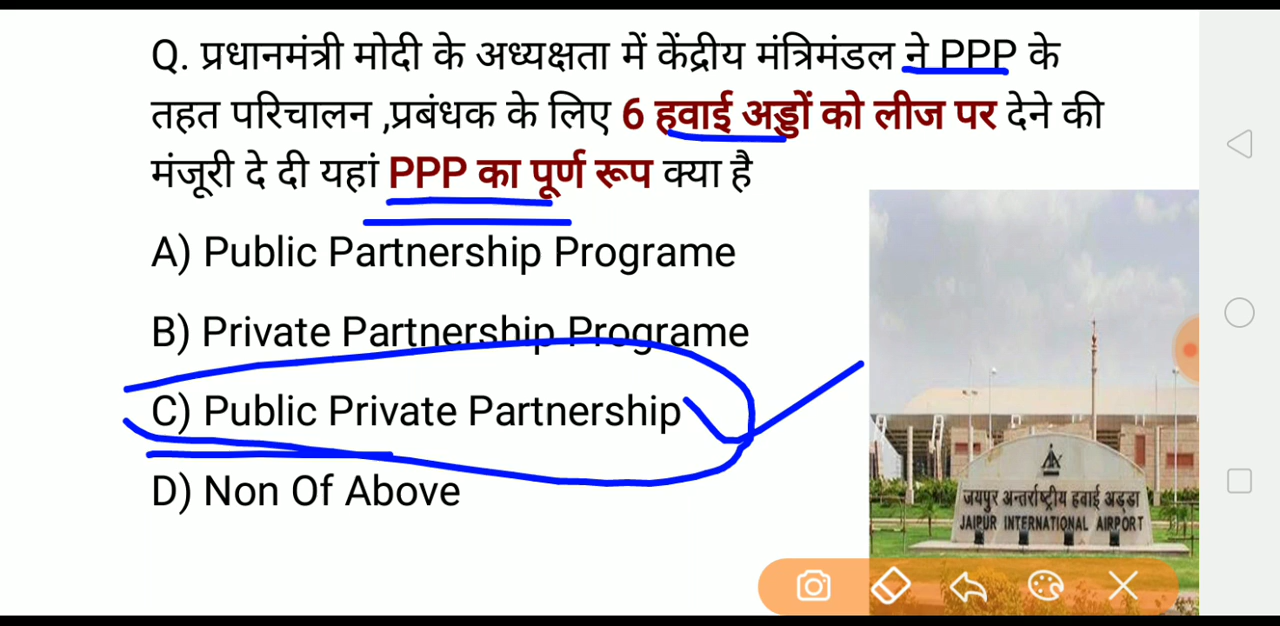 Q. प्रधानमंत्री मोदी के अध्यक्षता में केंद्रीय मंत्रिमंडल ने PPP के
तहत परिचालन ,प्रबंधक के लिए 6 हवाई अड्डों को लीज पर देने की
मंजूरी दे दी यहां PPP का पूर्ण रूप क्या है
A) Public Partnership Programe
B) Private Partnership Programe
C) Public Private Partnership
D) Non Of Above
जयपुर अन्तर्राष्ट्रीय हवाई अड्डा
JAIPUR INTERNATIONAL AIRPORT